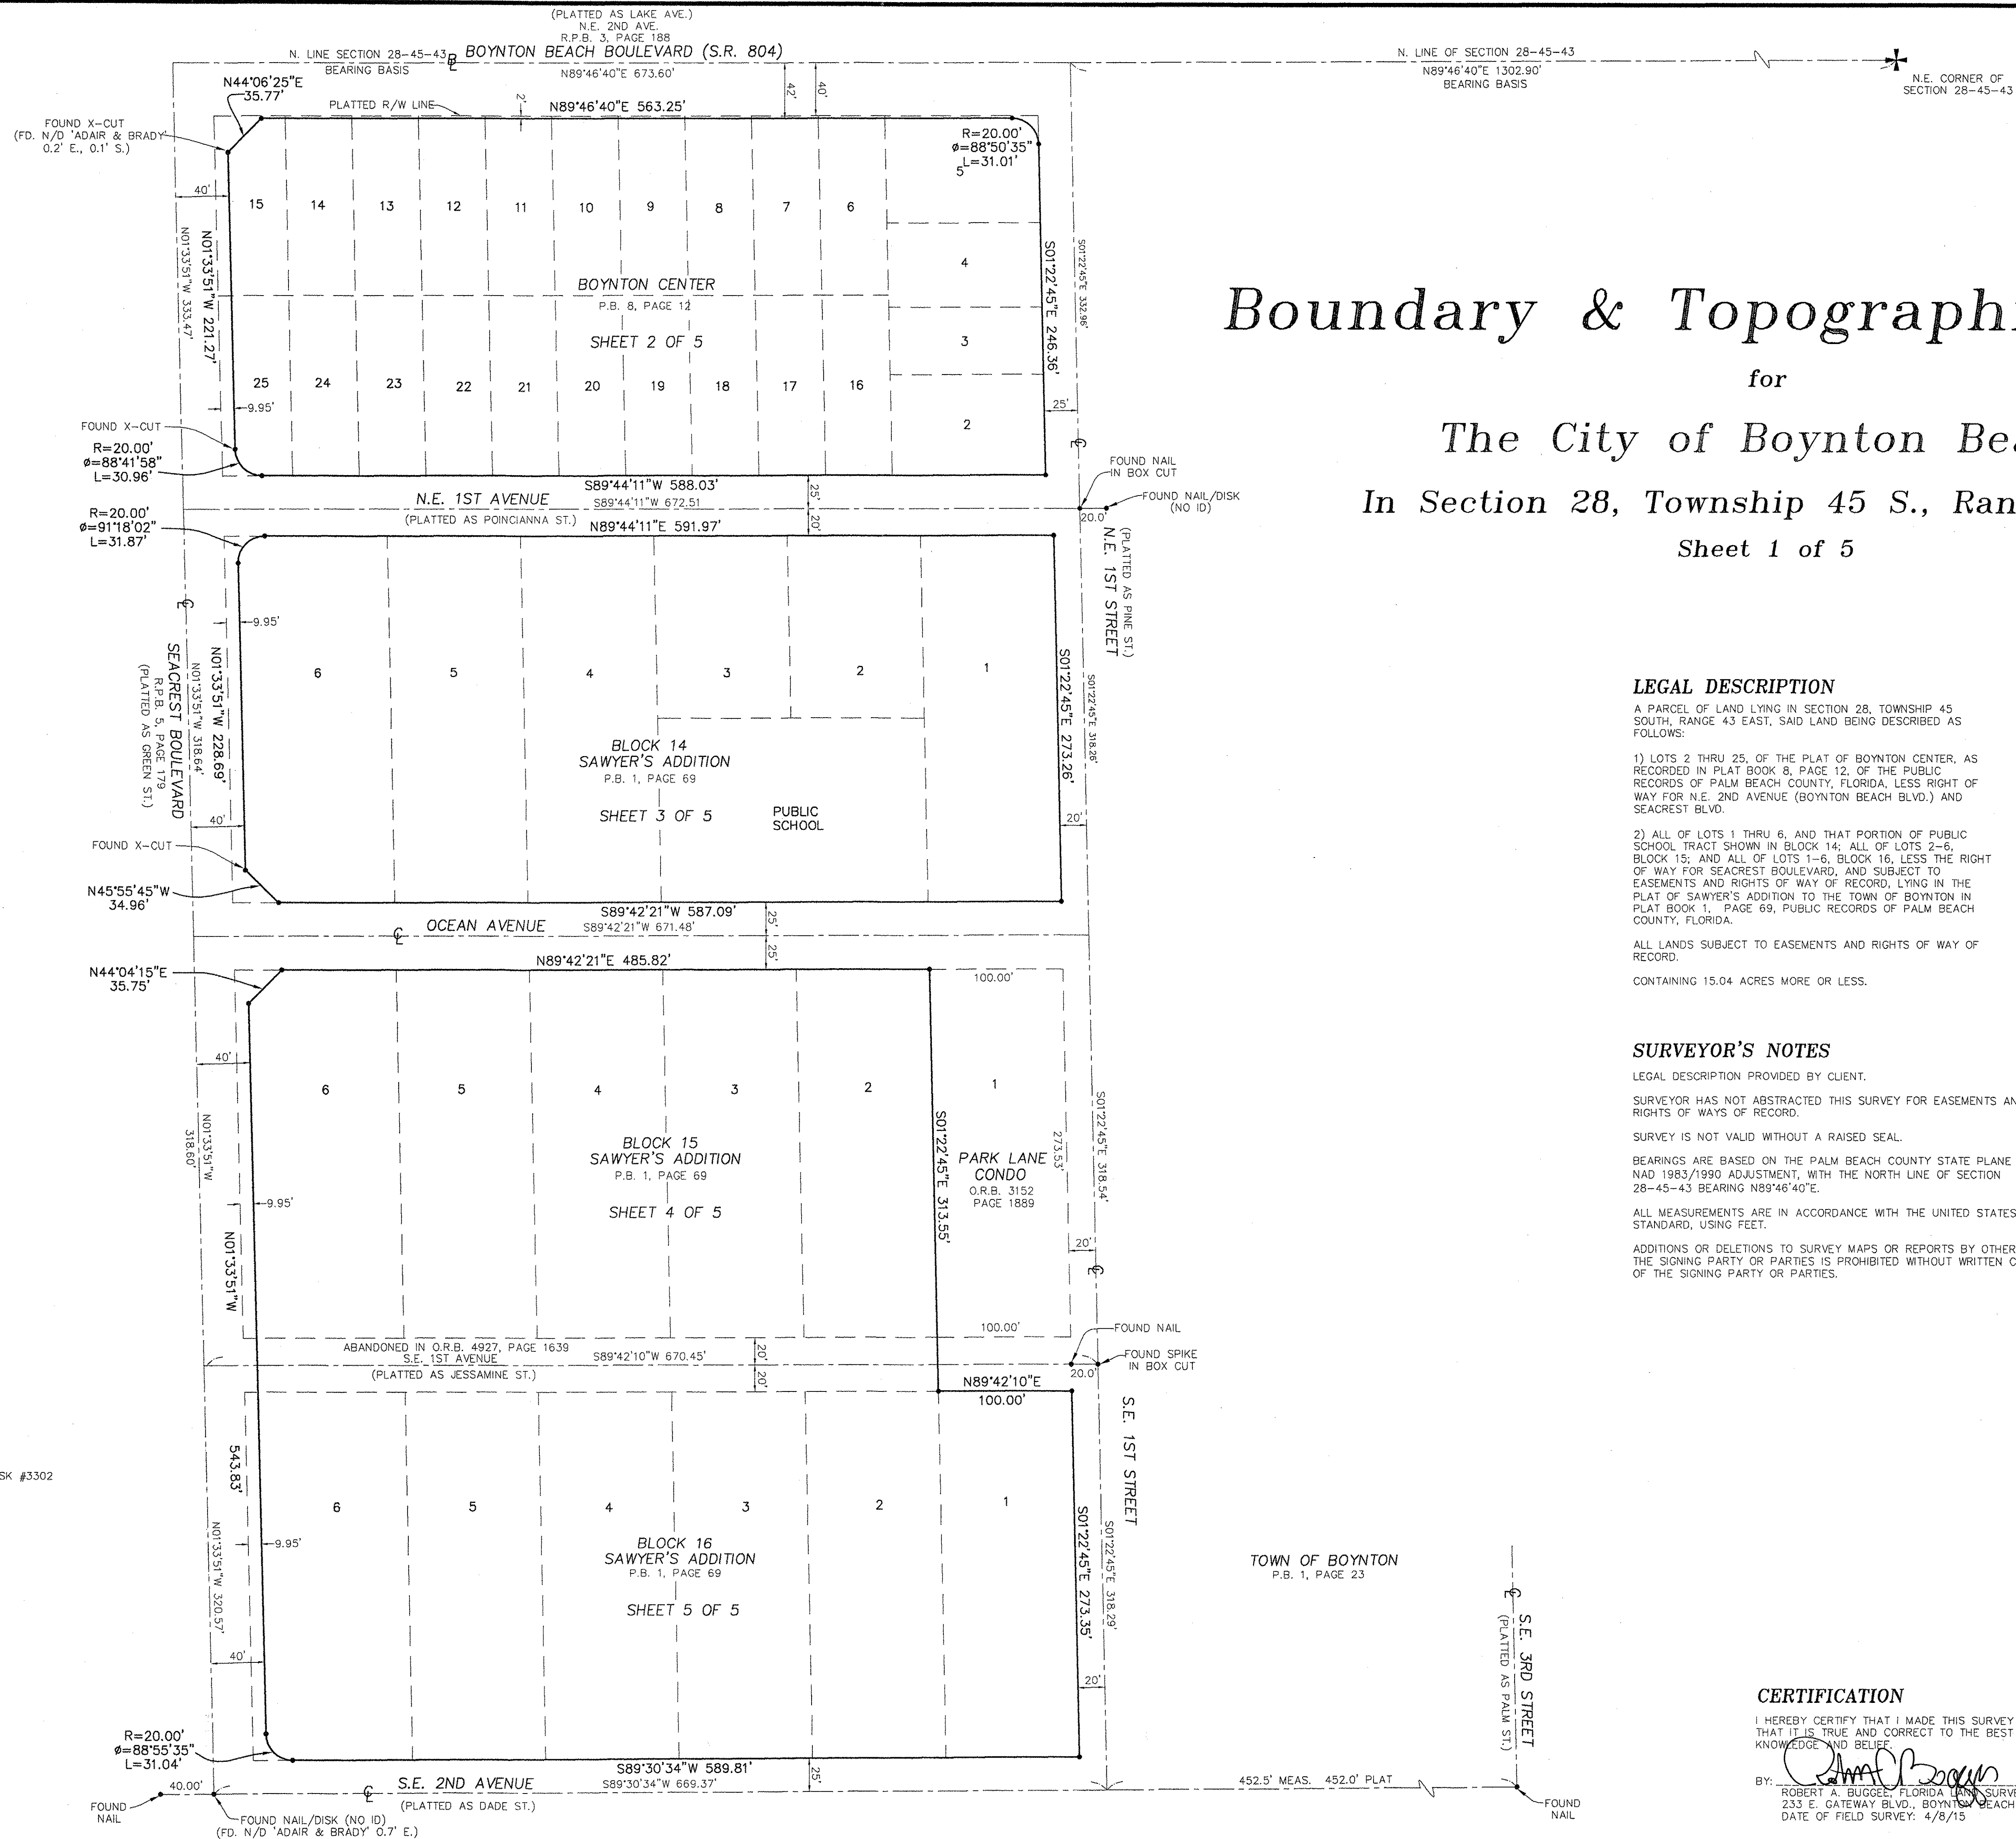 (PLATTED AS LAKE AVE.)
N.E. 2ND AVE.
R.P.B. 3, PAGE 188
N. LINE SECTION 28-45-43
BOYNTON BEACH BOULEVARD (S.R. 804)
BEARING BASIS
N89°46'40"E 673.60'
N. LINE OF SECTION 28-45-43
N89°46'40"E 1302.90'
BEARING BASIS
N.E. CORNER OF
SECTION 28-45-43
N44°06'25"E
35.77'
PLATTED R/W LINE
2'
N89°46'40"E 563.25'
42'
40'
FOUND X-CUT
(FD. N/D 'ADAIR & BRADY'
0.2' E., 0.1' S.)
R=20.00'
ø=88°50'35"
L=31.01'
5
40'
15
14
13
12
11
10
9
8
7
6
4
N01°33'51"W 333.47'
N01°33'51"W 221.27'
S01°22'45"E 246.36'
S01°22'45"E 332.96'
BOYNTON CENTER
P.B. 8, PAGE 12
SHEET 2 OF 5
3
25
24
23
22
21
20
19
18
17
16
2
9.95'
25'
FOUND X-CUT
R=20.00'
ø=88°41'58"
L=30.96'
FOUND NAIL
IN BOX CUT
S89°44'11"W 588.03'
N.E. 1ST AVENUE
S89°44'11"W 672.51
(PLATTED AS POINCIANNA ST.)
25'
20'
FOUND NAIL/DISK
(NO ID)
20.0'
R=20.00'
ø=91°18'02"
L=31.87'
N89°44'11"E 591.97'
N.E. 1ST STREET
(PLATTED AS PINE ST.)
9.95'
SEACREST BOULEVARD
R.P.B. 5, PAGE 179
(PLATTED AS GREEN ST.)
N01°33'51"W 318.64'
N01°33'51"W 228.69'
6
5
4
3
2
1
S01°22'45"E 273.26'
S01°22'45"E 318.26'
BLOCK 14
SAWYER'S ADDITION
P.B. 1, PAGE 69
SHEET 3 OF 5
PUBLIC
SCHOOL
40'
20'
FOUND X-CUT
N45°55'45"W
34.96'
S89°42'21"W 587.09'
OCEAN AVENUE
S89°42'21"W 671.48'
25'
25'
N44°04'15"E
35.75'
N89°42'21"E 485.82'
100.00'
40'
6
5
4
3
2
1
N01°33'51"W
318.60'
BLOCK 15
SAWYER'S ADDITION
P.B. 1, PAGE 69
SHEET 4 OF 5
S01°22'45"E 313.55'
PARK LANE
CONDO
O.R.B. 3152
PAGE 1889
273.53'
S01°22'45"E 318.54'
9.95'
20'
N01°33'51"W
543.83'
100.00'
FOUND NAIL
ABANDONED IN O.R.B. 4927, PAGE 1639
S.E. 1ST AVENUE
S89°42'10"W 670.45'
(PLATTED AS JESSAMINE ST.)
20'
20'
FOUND SPIKE
IN BOX CUT
20.0'
N89°42'10"E
100.00'
S.E. 1ST STREET
SK #3302
6
5
4
3
2
1
9.95'
N01°33'51"W 320.57'
BLOCK 16
SAWYER'S ADDITION
P.B. 1, PAGE 69
SHEET 5 OF 5
S01°22'45"E 273.35'
S01°22'45"E 318.29'
40'
20'
R=20.00'
ø=88°55'35"
L=31.04'
S89°30'34"W 589.81'
S.E. 2ND AVENUE
S89°30'34"W 669.37'
(PLATTED AS DADE ST.)
25'
40.00'
FOUND
NAIL
FOUND NAIL/DISK (NO ID)
(FD. N/D 'ADAIR & BRADY' 0.7' E.)
TOWN OF BOYNTON
P.B. 1, PAGE 23
S.E. 3RD STREET
(PLATTED AS PALM ST.)
452.5' MEAS. 452.0' PLAT
FOUND
NAIL
Boundary & Topographi
for
The City of Boynton Bea
In Section 28, Township 45 S., Ran
Sheet 1 of 5
LEGAL DESCRIPTION
A PARCEL OF LAND LYING IN SECTION 28, TOWNSHIP 45
SOUTH, RANGE 43 EAST, SAID LAND BEING DESCRIBED AS
FOLLOWS:
1) LOTS 2 THRU 25, OF THE PLAT OF BOYNTON CENTER, AS
RECORDED IN PLAT BOOK 8, PAGE 12, OF THE PUBLIC
RECORDS OF PALM BEACH COUNTY, FLORIDA, LESS RIGHT OF
WAY FOR N.E. 2ND AVENUE (BOYNTON BEACH BLVD.) AND
SEACREST BLVD.
2) ALL OF LOTS 1 THRU 6, AND THAT PORTION OF PUBLIC
SCHOOL TRACT SHOWN IN BLOCK 14; ALL OF LOTS 2-6,
BLOCK 15; AND ALL OF LOTS 1-6, BLOCK 16, LESS THE RIGHT
OF WAY FOR SEACREST BOULEVARD, AND SUBJECT TO
EASEMENTS AND RIGHTS OF WAY OF RECORD, LYING IN THE
PLAT OF SAWYER'S ADDITION TO THE TOWN OF BOYNTON IN
PLAT BOOK 1, PAGE 69, PUBLIC RECORDS OF PALM BEACH
COUNTY, FLORIDA.
ALL LANDS SUBJECT TO EASEMENTS AND RIGHTS OF WAY OF
RECORD.
CONTAINING 15.04 ACRES MORE OR LESS.
SURVEYOR'S NOTES
LEGAL DESCRIPTION PROVIDED BY CLIENT.
SURVEYOR HAS NOT ABSTRACTED THIS SURVEY FOR EASEMENTS AN
RIGHTS OF WAYS OF RECORD.
SURVEY IS NOT VALID WITHOUT A RAISED SEAL.
BEARINGS ARE BASED ON THE PALM BEACH COUNTY STATE PLANE
NAD 1983/1990 ADJUSTMENT, WITH THE NORTH LINE OF SECTION
28-45-43 BEARING N89°46'40"E.
ALL MEASUREMENTS ARE IN ACCORDANCE WITH THE UNITED STATES
STANDARD, USING FEET.
ADDITIONS OR DELETIONS TO SURVEY MAPS OR REPORTS BY OTHER
THE SIGNING PARTY OR PARTIES IS PROHIBITED WITHOUT WRITTEN C
OF THE SIGNING PARTY OR PARTIES.
CERTIFICATION
I HEREBY CERTIFY THAT I MADE THIS SURVEY
THAT IT IS TRUE AND CORRECT TO THE BEST
KNOWLEDGE AND BELIEF.
BY:
ROBERT A. BUGGEE, FLORIDA LAND SURVE
233 E. GATEWAY BLVD., BOYNTON BEACH
DATE OF FIELD SURVEY: 4/8/15